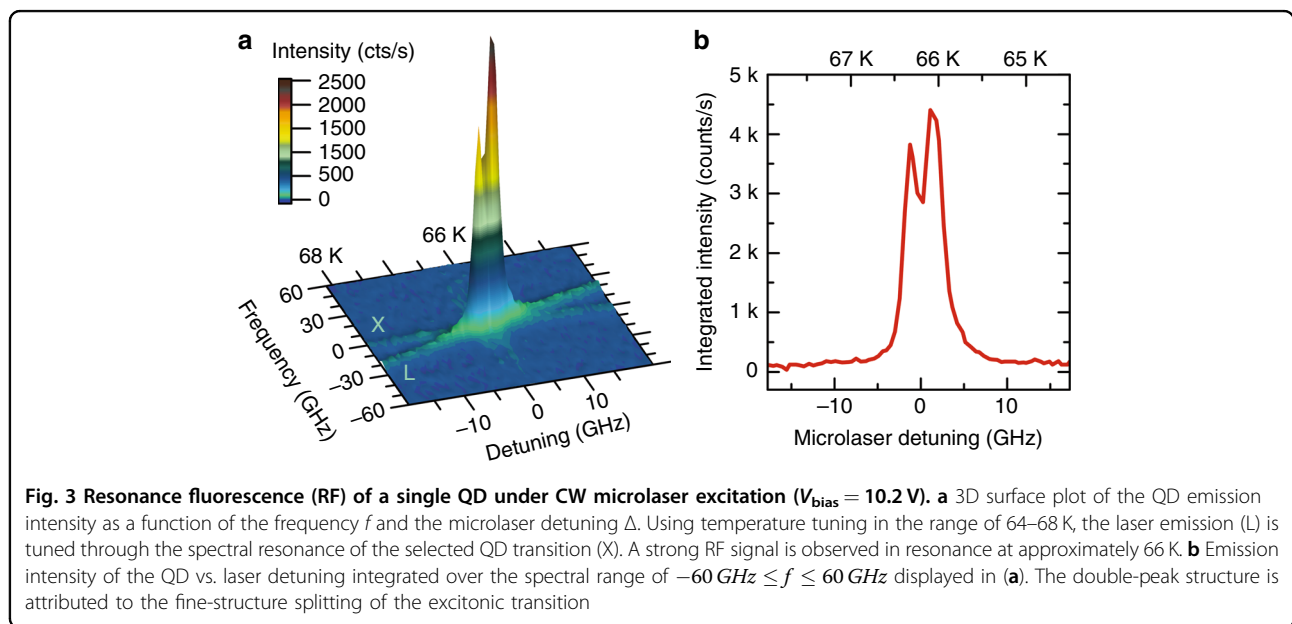 a
Intensity (cts/s)
2500
2000
1500
1500
500
0
68 K
66 K
60
30
0
−30
−60
Frequency (GHz)
X
L
−10
0
10
Detuning (GHz)
b
67 K 66 K 65 K
5 k
4 k
3 k
2 k
1 k
0
Integrated intensity (counts/s)
−10 0 10
Microlaser detuning (GHz)
Fig. 3 Resonance fluorescence (RF) of a single QD under CW microlaser excitation (Vbias = 10.2 V). a 3D surface plot of the QD emission
intensity as a function of the frequency f and the microlaser detuning Δ. Using temperature tuning in the range of 64–68 K, the laser emission (L) is
tuned through the spectral resonance of the selected QD transition (X). A strong RF signal is observed in resonance at approximately 66 K. b Emission
intensity of the QD vs. laser detuning integrated over the spectral range of −60 GHz ≤ f ≤ 60 GHz displayed in (a). The double-peak structure is
attributed to the fine-structure splitting of the excitonic transition